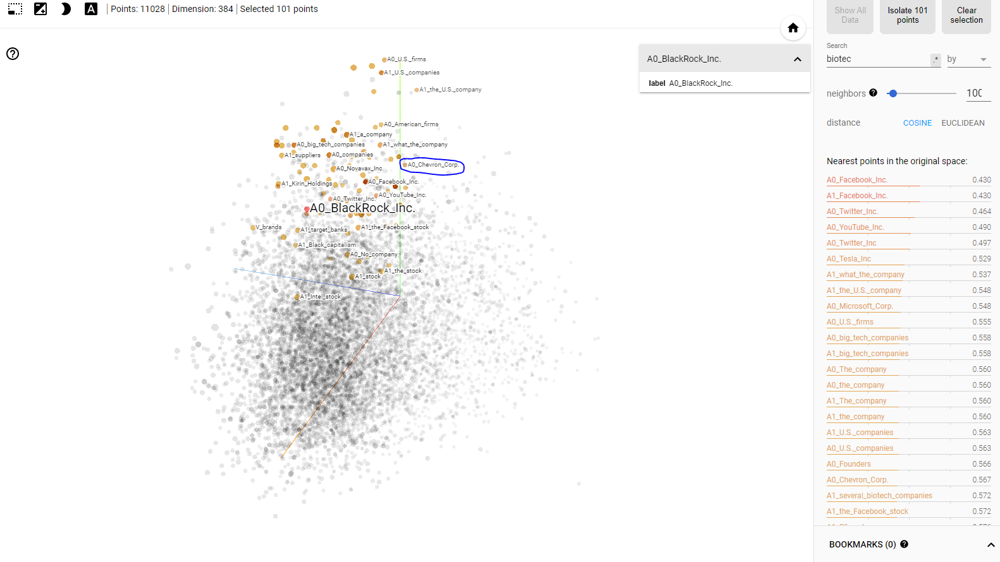 Points: 11028 | Dimension: 384 | Selected 101 points
A0_U.S._firms
A1_U.S._companies
A1_the_U.S._company
A0_American_firms
A1_a_company
A0_big_tech_companies
A1_what_the_company
A1_suppliers
A0_companies
A0_Chevron_Corp.
A0_Novavax_Inc.
A1_Kirin_Holdings
A0_Facebook_Inc.
A0_YouTube_Inc.
A0_Twitter_Inc.
A0_BlackRock_Inc.
V_brands
A1_target_banks
A1_the_Facebook_stock
A1_Black_capitalism
A0_No_company
A1_the_stock
A1_stock
A1_Intel_stock
A0_BlackRock_Inc.
label A0_BlackRock_Inc.
Show All Data
Isolate 101 points
Clear selection
Search
biotec .* by
neighbors 100
distance COSINE EUCLIDEAN
Nearest points in the original space:
A0_Facebook_Inc. 0.430
A1_Facebook_Inc. 0.430
A0_Twitter_Inc. 0.464
A0_YouTube_Inc. 0.490
A0_Twitter_Inc 0.497
A0_Tesla_Inc 0.529
A1_what_the_company 0.537
A1_the_U.S._company 0.548
A0_Microsoft_Corp. 0.548
A0_U.S._firms 0.555
A0_big_tech_companies 0.558
A1_big_tech_companies 0.558
A0_The_company 0.560
A0_the_company 0.560
A1_The_company 0.560
A1_the_company 0.560
A1_U.S._companies 0.563
A0_U.S._companies 0.563
A0_Founders 0.566
A0_Chevron_Corp. 0.567
A1_several_biotech_companies 0.572
A1_the_Facebook_stock 0.572
BOOKMARKS (0)